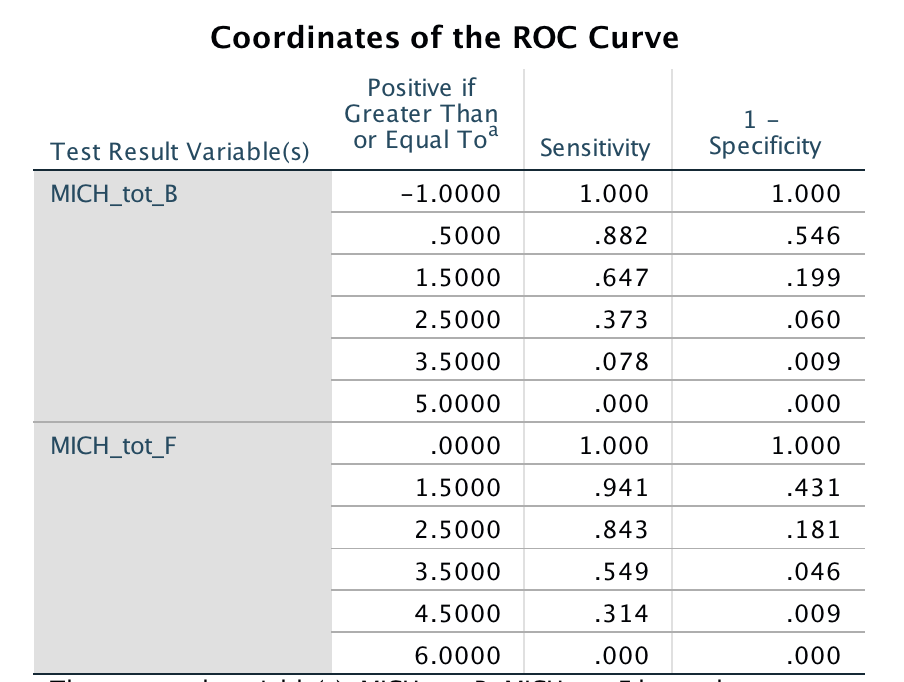 Coordinates of the ROC Curve
Test Result Variable(s) Positive if Greater Than or Equal Toᵃ Sensitivity 1 - Specificity
MICH_tot_B -1.0000 1.000 1.000
.5000 .882 .546
1.5000 .647 .199
2.5000 .373 .060
3.5000 .078 .009
5.0000 .000 .000
MICH_tot_F .0000 1.000 1.000
1.5000 .941 .431
2.5000 .843 .181
3.5000 .549 .046
4.5000 .314 .009
6.0000 .000 .000